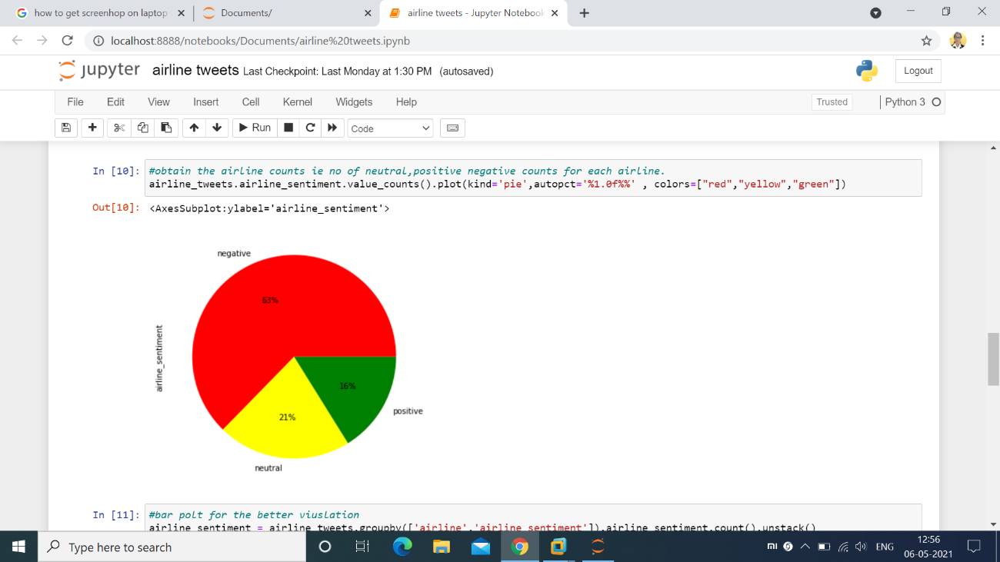 how to get screenhop on laptop
Documents/
airline tweets - Jupyter Notebook
localhost:8888/notebooks/Documents/airline%20tweets.ipynb
jupyter airline tweets Last Checkpoint: Last Monday at 1:30 PM (autosaved)
Logout
File Edit View Insert Cell Kernel Widgets Help
Trusted
Python 3
Run
Code
In [10]: #obtain the airline counts ie no of neutral,positive negative counts for each airline.
airline_tweets.airline_sentiment.value_counts().plot(kind='pie',autopct='%1.0f%%' , colors=["red","yellow","green"])
Out[10]: <AxesSubplot:ylabel='airline_sentiment'>
negative
63%
airline_sentiment
16%
positive
21%
neutral
In [11]: #bar polt for the better viuslation
airline_sentiment = airline_tweets.groupby(['airline','airline_sentiment']).airline_sentiment.count().unstack()
Type here to search
mi
ENG
12:56
06-05-2021